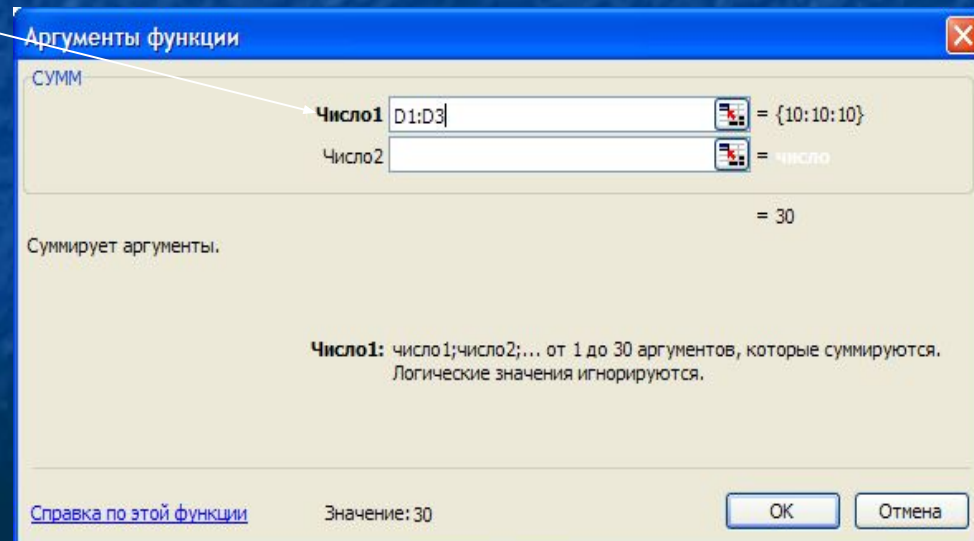 Аргументы функции
СУММ
Число1 D1:D3 = {10:10:10}
Число2 = число
= 30
Суммирует аргументы.
Число1: число1;число2;... от 1 до 30 аргументов, которые суммируются.
Логические значения игнорируются.
Справка по этой функции Значение:30 OK Отмена